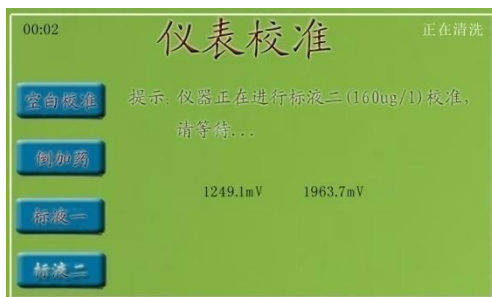 00:02
仪表校准
正在清洗
空白校准
提示: 仪器正在进行标液二(160ug/l)校准,
请等待...
倒加药
1249.1mV 1963.7mV
标液一
标液二